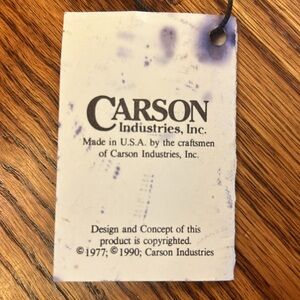 CARSON
Industries, Inc.
Made in U.S.A. by the craftsmen
of Carson Industries, Inc.
Design and Concept of this
product is copyrighted.
©1977; ©1990; Carson Industries